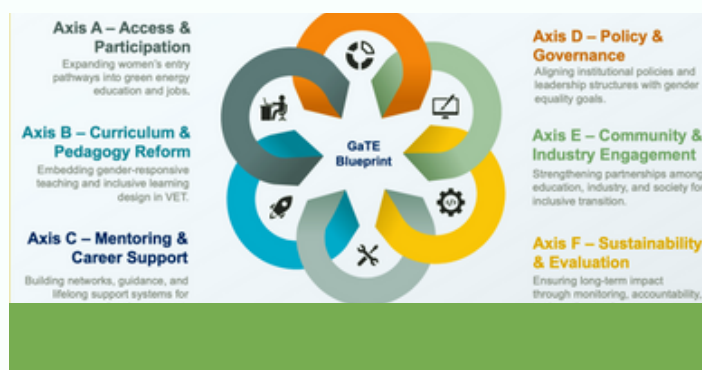 Axis A – Access &
Participation
Expanding women's entry
pathways into green energy
education and jobs.
Axis B – Curriculum &
Pedagogy Reform
Embedding gender-responsive
teaching and inclusive learning
design in VET.
Axis C – Mentoring &
Career Support
Building networks, guidance, and
lifelong support systems for
GaTE
Blueprint
Axis D – Policy &
Governance
Aligning institutional policies and
leadership structures with gender
equality goals.
Axis E – Community &
Industry Engagement
Strengthening partnerships among
education, industry, and society for
inclusive transition.
Axis F – Sustainability
& Evaluation
Ensuring long-term impact
through monitoring, accountability,